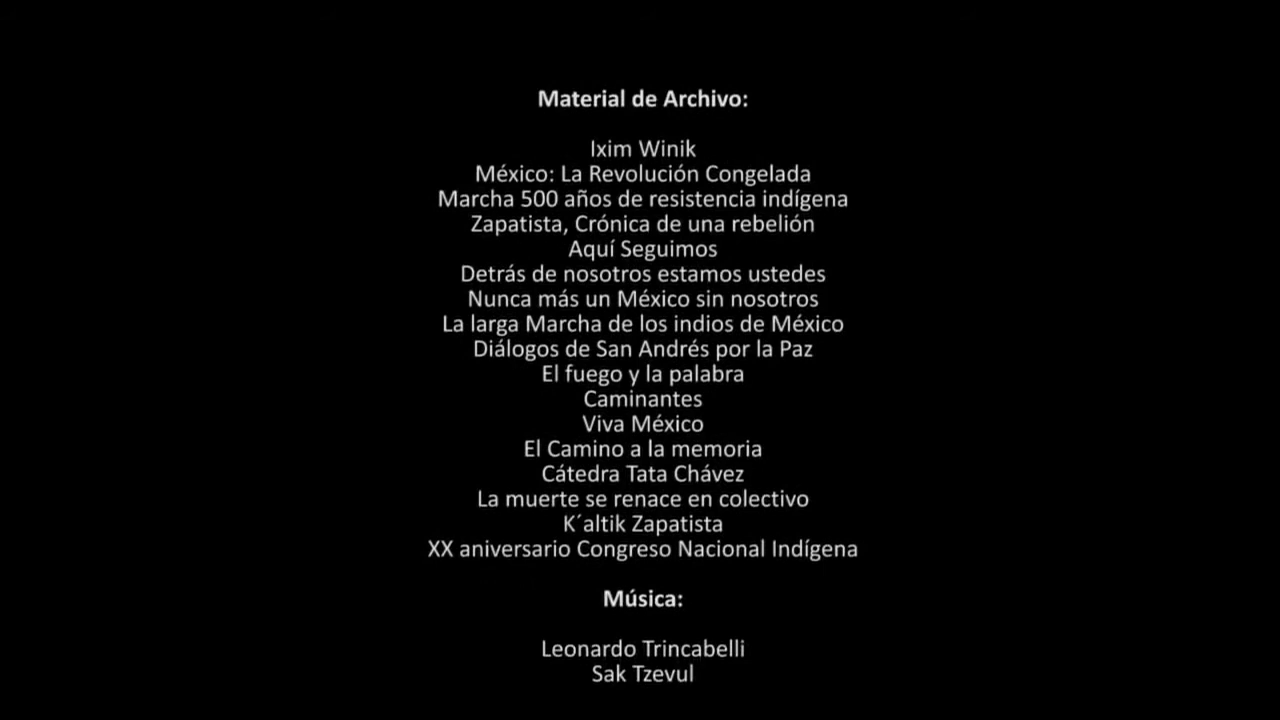 Material de Archivo:
Ixim Winik
México: La Revolución Congelada
Marcha 500 años de resistencia indígena
Zapatista, Crónica de una rebelión
Aquí Seguimos
Detrás de nosotros estamos ustedes
Nunca más un México sin nosotros
La larga Marcha de los indios de México
Diálogos de San Andrés por la Paz
El fuego y la palabra
Caminantes
Viva México
El Camino a la memoria
Cátedra Tata Chávez
La muerte se renace en colectivo
K´altik Zapatista
XX aniversario Congreso Nacional Indígena
Música:
Leonardo Trincabelli
Sak Tzevul